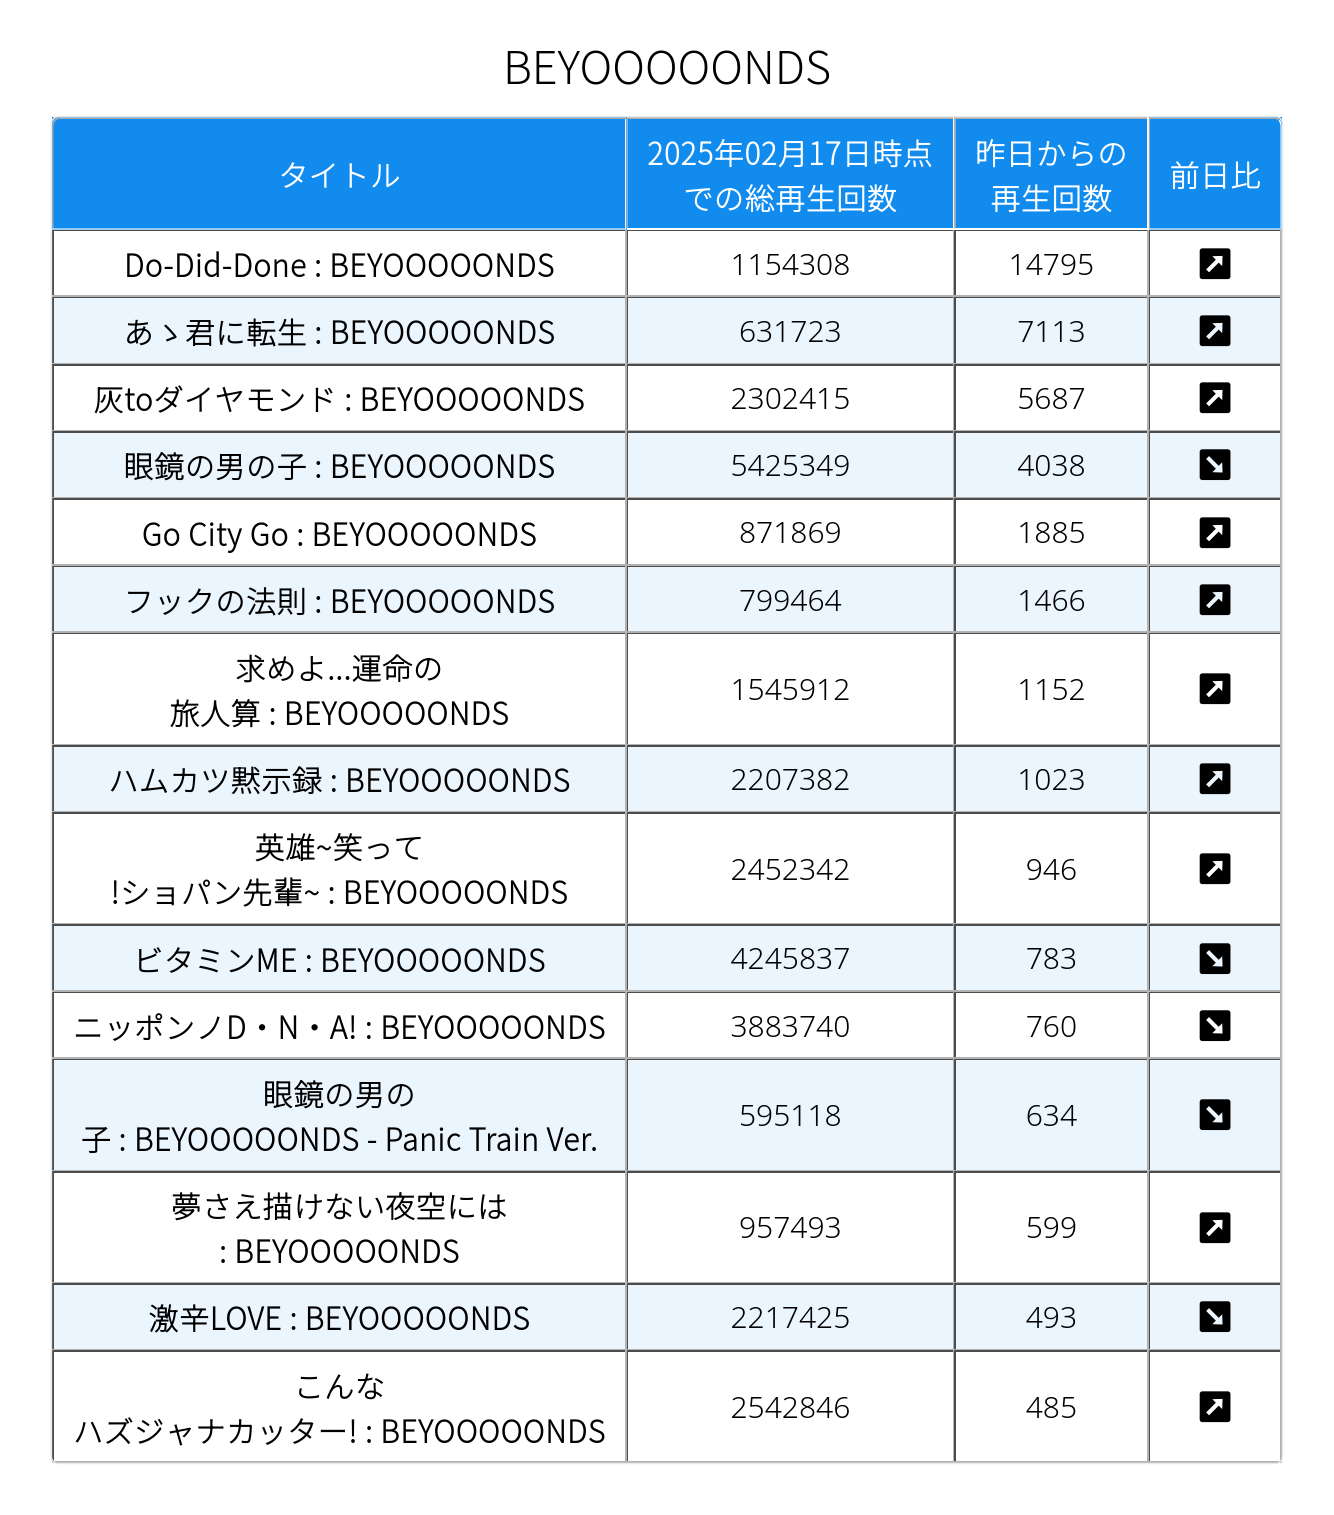 BEYOOOOONDS
タイトル
2025年02月17日時点
での総再生回数
昨日からの
再生回数
前日比
Do-Did-Done : BEYOOOOONDS 1154308 14795 ↗
あゝ君に転生 : BEYOOOOONDS 631723 7113 ↗
灰toダイヤモンド : BEYOOOOONDS 2302415 5687 ↗
眼鏡の男の子 : BEYOOOOONDS 5425349 4038 ↘
Go City Go : BEYOOOOONDS 871869 1885 ↗
フックの法則 : BEYOOOOONDS 799464 1466 ↗
求めよ...運命の
旅人算 : BEYOOOOONDS 1545912 1152 ↗
ハムカツ黙示録 : BEYOOOOONDS 2207382 1023 ↗
英雄~笑って
!ショパン先輩~ : BEYOOOOONDS 2452342 946 ↗
ビタミンME : BEYOOOOONDS 4245837 783 ↘
ニッポンノD・N・A! : BEYOOOOONDS 3883740 760 ↘
眼鏡の男の
子 : BEYOOOOONDS - Panic Train Ver. 595118 634 ↘
夢さえ描けない夜空には
: BEYOOOOONDS 957493 599 ↗
激辛LOVE : BEYOOOOONDS 2217425 493 ↘
こんな
ハズジャナカッター! : BEYOOOOONDS 2542846 485 ↗